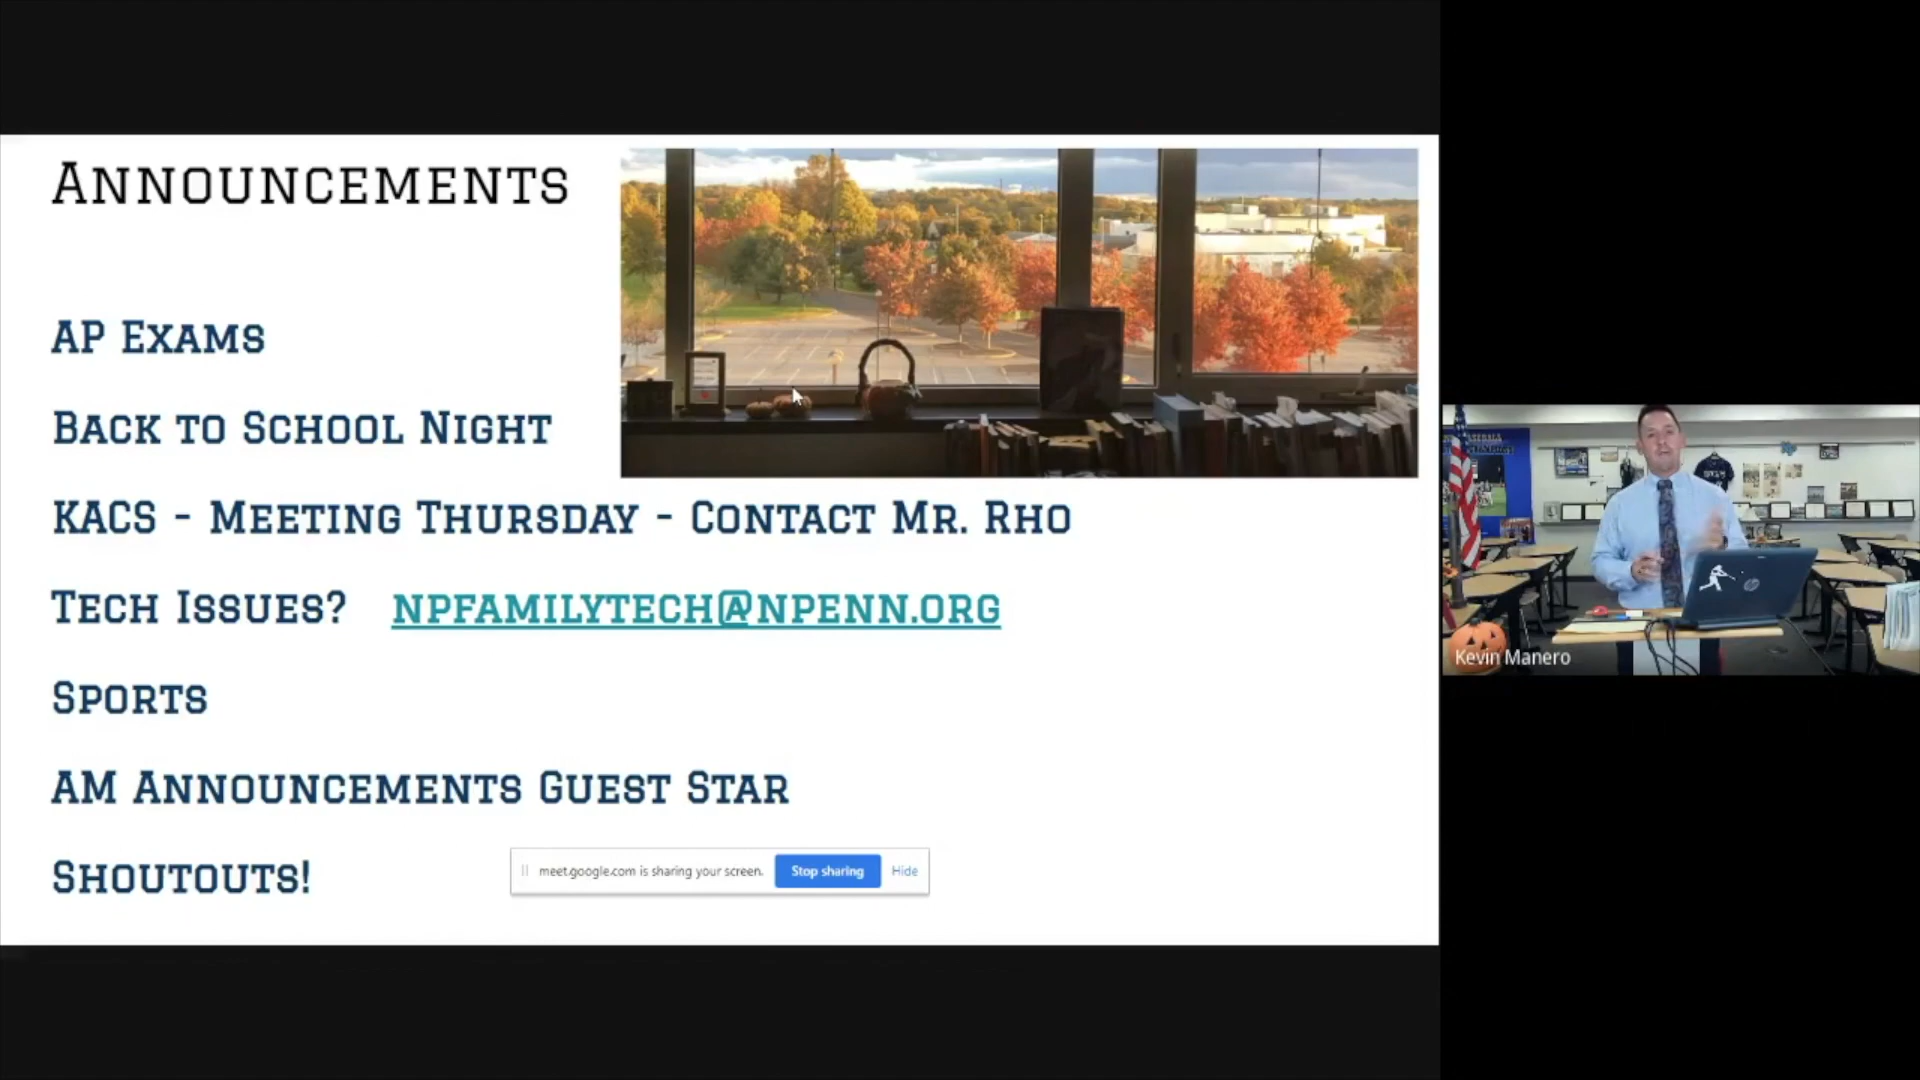 Announcements
AP Exams
Back to School Night
KACS - Meeting Thursday - Contact Mr. Rho
Tech Issues? npfamilytech@npenn.org
Sports
AM Announcements Guest Star
Shoutouts!
meet.google.com is sharing your screen. Stop sharing Hide
Kevin Manero